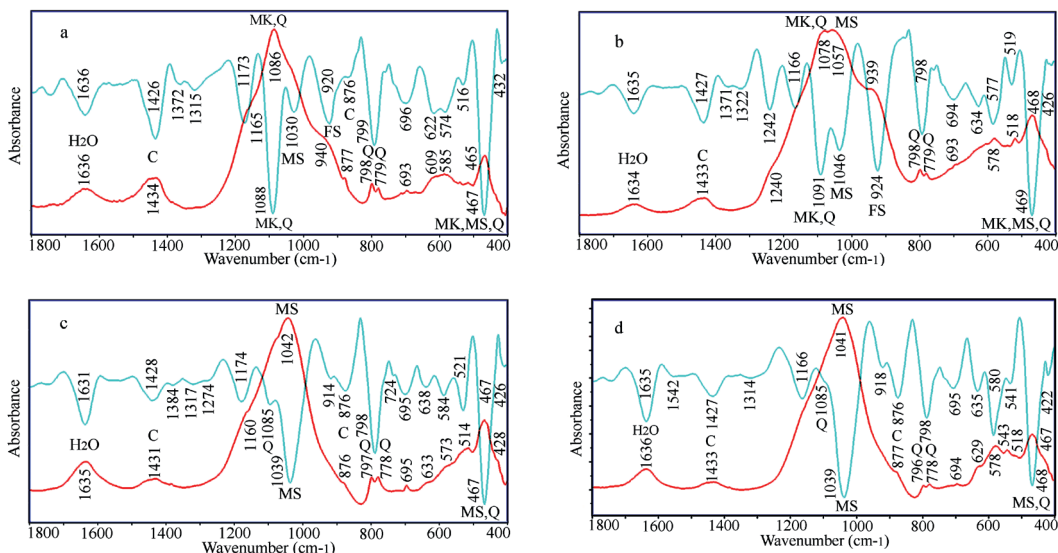 a
MK,Q
1086
1636
1426
1372
1315
1173
1165
1030
MS
920
FS
940
C 876
877
799
798 Q
779 Q
696
693
622
609
574
585
516
465
432
H2O
1636
C
1434
1088
MK,Q
467
MK,MS,Q
Absorbance
1800 1600 1400 1200 1000 800 600 400
Wavenumber (cm-1)
b
MK,Q MS
1078
1057
1635
1427
1371
1322
1242
1166
939
798
694
634
577
519
468
426
H2O
1634
1433 C
1240
1091
MK,Q
1046
MS
924
FS
798 Q
779 Q
693
578
518
469
MK,MS,Q
Absorbance
1800 1600 1400 1200 1000 800 600 400
Wavenumber (cm-1)
c
MS
1042
1631
1428
1384
1317
1274
1174
1160
Q 1085
1039
MS
914
876
C
876
798
797 Q
778 Q
724
695
695
638
633
584
573
521
514
467
426
428
H2O
1635
C
1431
467
MS,Q
Absorbance
1800 1600 1400 1200 1000 800 600 400
Wavenumber (cm-1)
d
MS
1041
1635
1542
1427
1314
1166
Q 1085
1039
MS
918
877 C 876
798
796 Q
778 Q
695
694
635
629
580
578
541
543
518
467
422
H2O
1636
1433 C
468
MS,Q
Absorbance
1800 1600 1400 1200 1000 800 600 400
Wavenumber (cm-1)